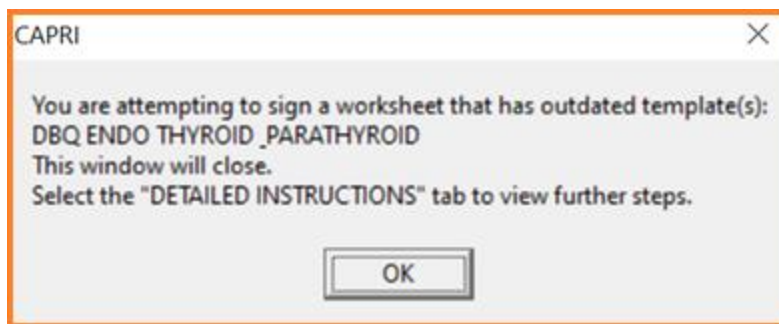 CAPRI
You are attempting to sign a worksheet that has outdated template(s):
DBQ ENDO THYROID _PARATHYROID
This window will close.
Select the "DETAILED INSTRUCTIONS" tab to view further steps.
OK